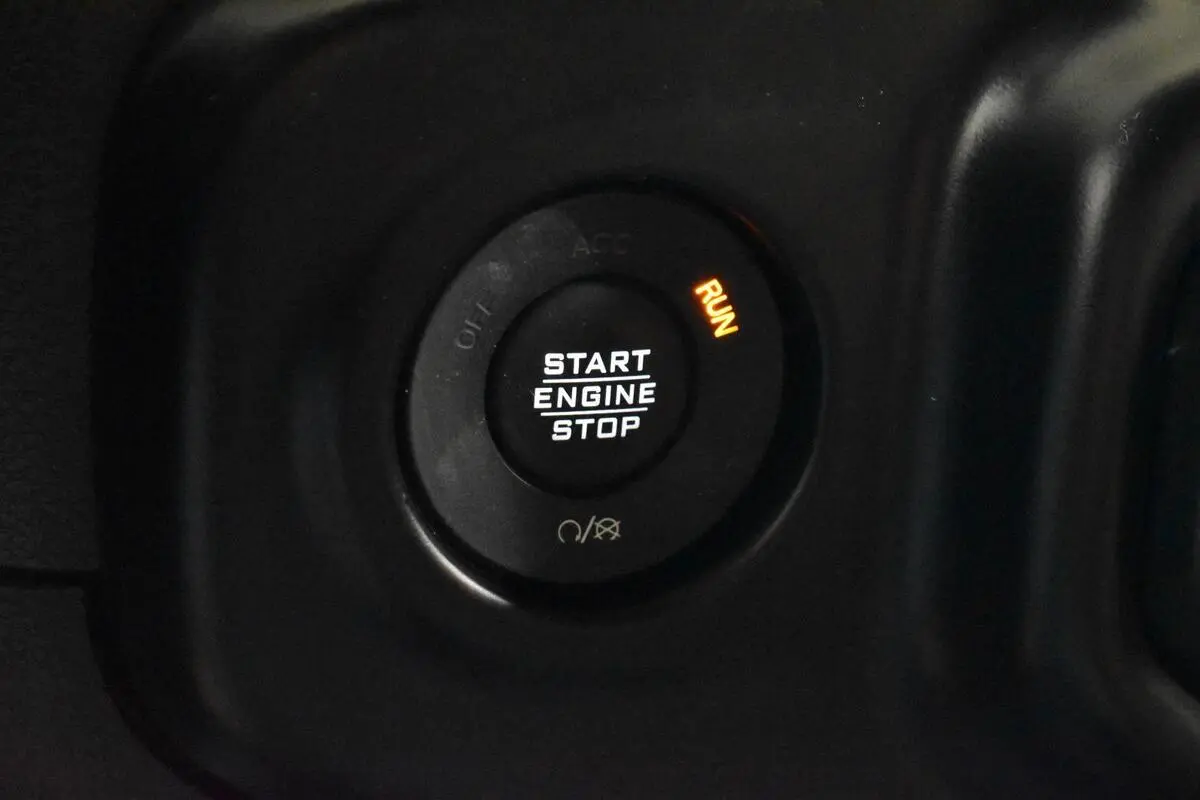 ACC
OFF
RUN
START
ENGINE
STOP